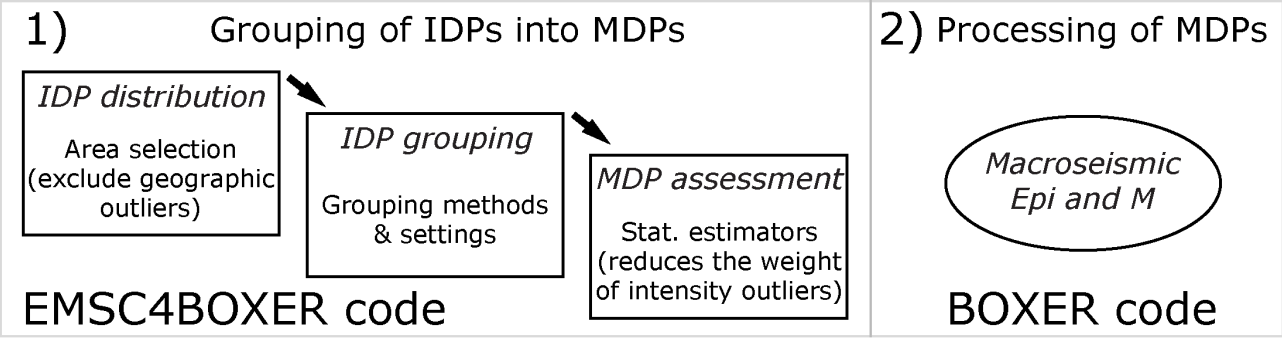 1)
Grouping of IDPs into MDPs
IDP distribution
Area selection
(exclude geographic
outliers)
IDP grouping
Grouping methods
& settings
MDP assessment
Stat. estimators
(reduces the weight
of intensity outliers)
EMSC4BOXER code
2)
Processing of MDPs
Macroseismic
Epi and M
BOXER code